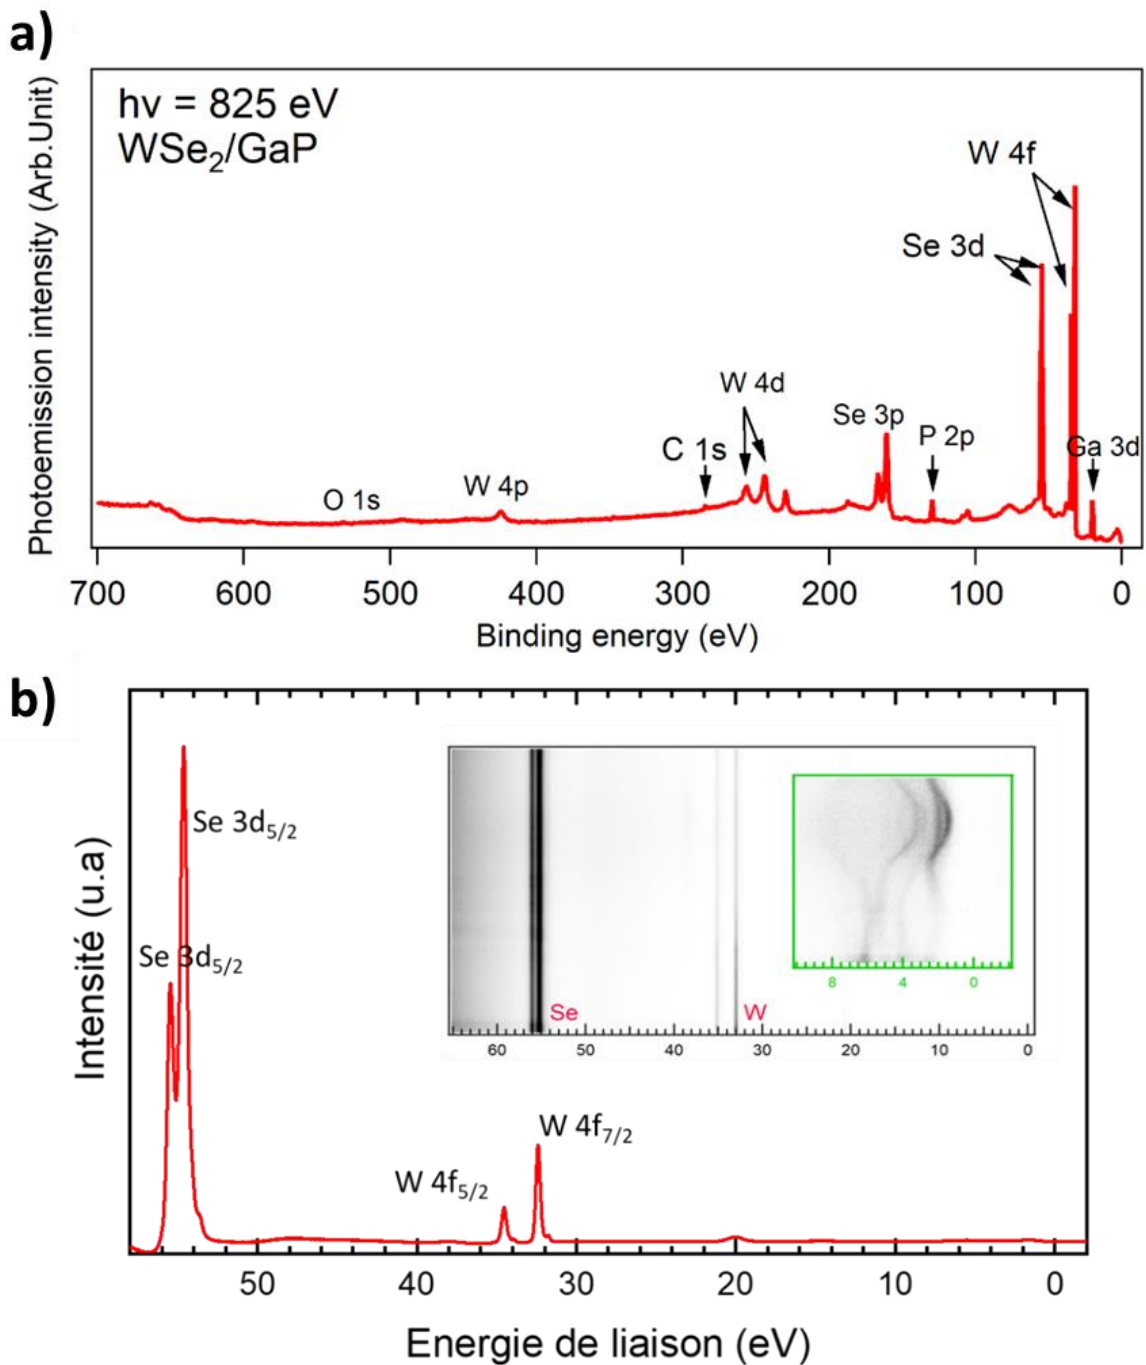 a)
hν = 825 eV
WSe₂/GaP
Photoemission intensity (Arb.Unit)
W 4f
Se 3d
W 4d
Se 3p
P 2p
Ga 3d
C 1s
W 4p
O 1s
700 600 500 400 300 200 100 0
Binding energy (eV)
b)
Intensité (u.a)
Se 3d₅/₂
Se 3d₅/₂
8 4 0
Se W
60 50 40 30 20 10 0
W 4f₇/₂
W 4f₅/₂
50 40 30 20 10 0
Energie de liaison (eV)